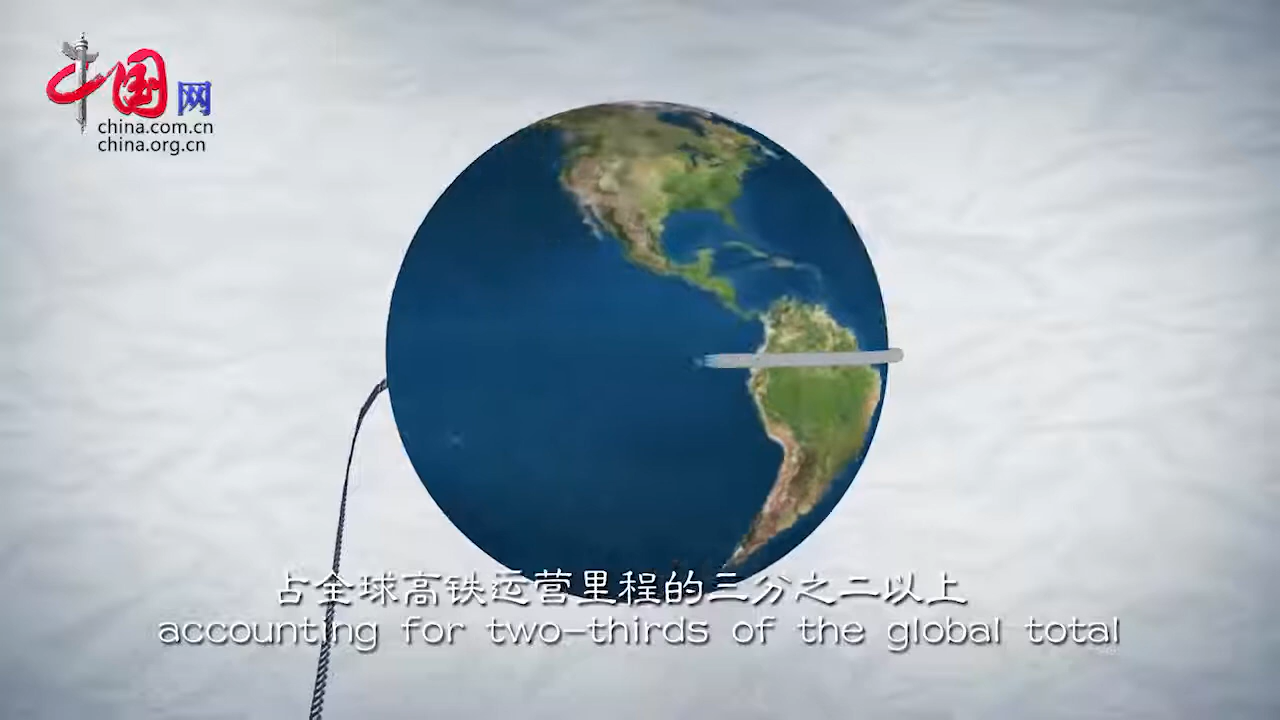 中国网
china.com.cn
china.org.cn
占全球高铁运营里程的三分之二以上
accounting for two-thirds of the global total